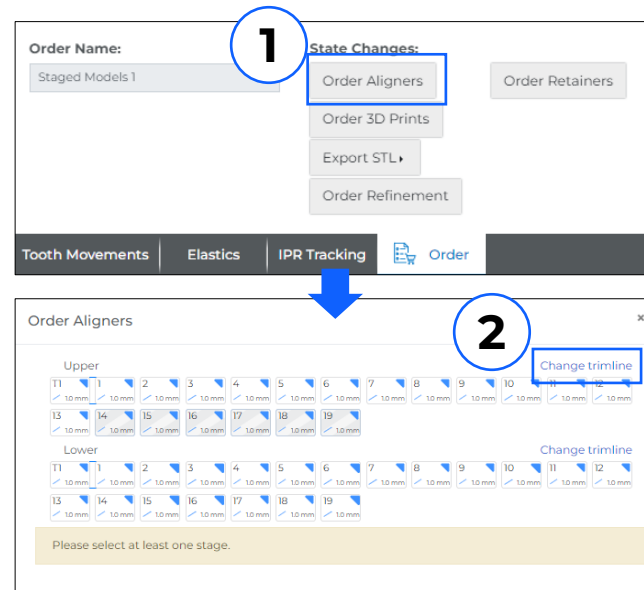 1
Order Name:
State Changes:
Staged Models 1
Order Aligners
Order Retainers
Order 3D Prints
Export STL
Order Refinement
Tooth Movements Elastics IPR Tracking Order
Order Aligners
×
2
Upper
Change trimline
T1 1 2 3 4 5 6 7 8 9 10 11 12
1.0 mm 1.0 mm 1.0 mm 1.0 mm 1.0 mm 1.0 mm 1.0 mm 1.0 mm 1.0 mm 1.0 mm 1.0 mm 1.0 mm 1.0 mm
13 14 15 16 17 18 19
1.0 mm 1.0 mm 1.0 mm 1.0 mm 1.0 mm 1.0 mm 1.0 mm
Lower
Change trimline
T1 1 2 3 4 5 6 7 8 9 10 11 12
1.0 mm 1.0 mm 1.0 mm 1.0 mm 1.0 mm 1.0 mm 1.0 mm 1.0 mm 1.0 mm 1.0 mm 1.0 mm 1.0 mm 1.0 mm
13 14 15 16 17 18 19
1.0 mm 1.0 mm 1.0 mm 1.0 mm 1.0 mm 1.0 mm 1.0 mm
Please select at least one stage.